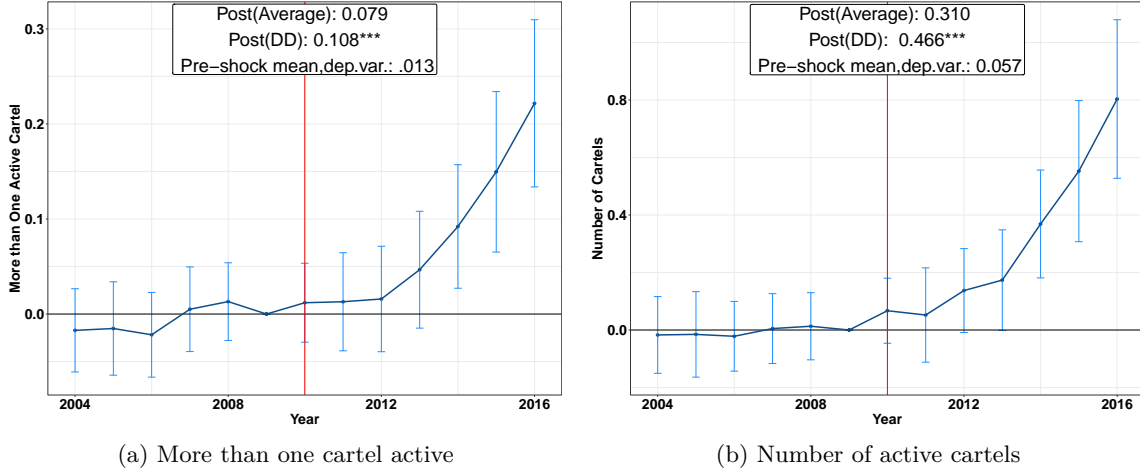 Post(Average): 0.079
Post(DD): 0.108***
Pre−shock mean,dep.var.: .013
More than One Active Cartel
0.3
0.2
0.1
0.0
2004
2008
2012
2016
Year
(a) More than one cartel active
Post(Average): 0.310
Post(DD): 0.466***
Pre−shock mean,dep.var.: 0.057
Number of Cartels
0.8
0.4
0.0
2004
2008
2012
2016
Year
(b) Number of active cartels